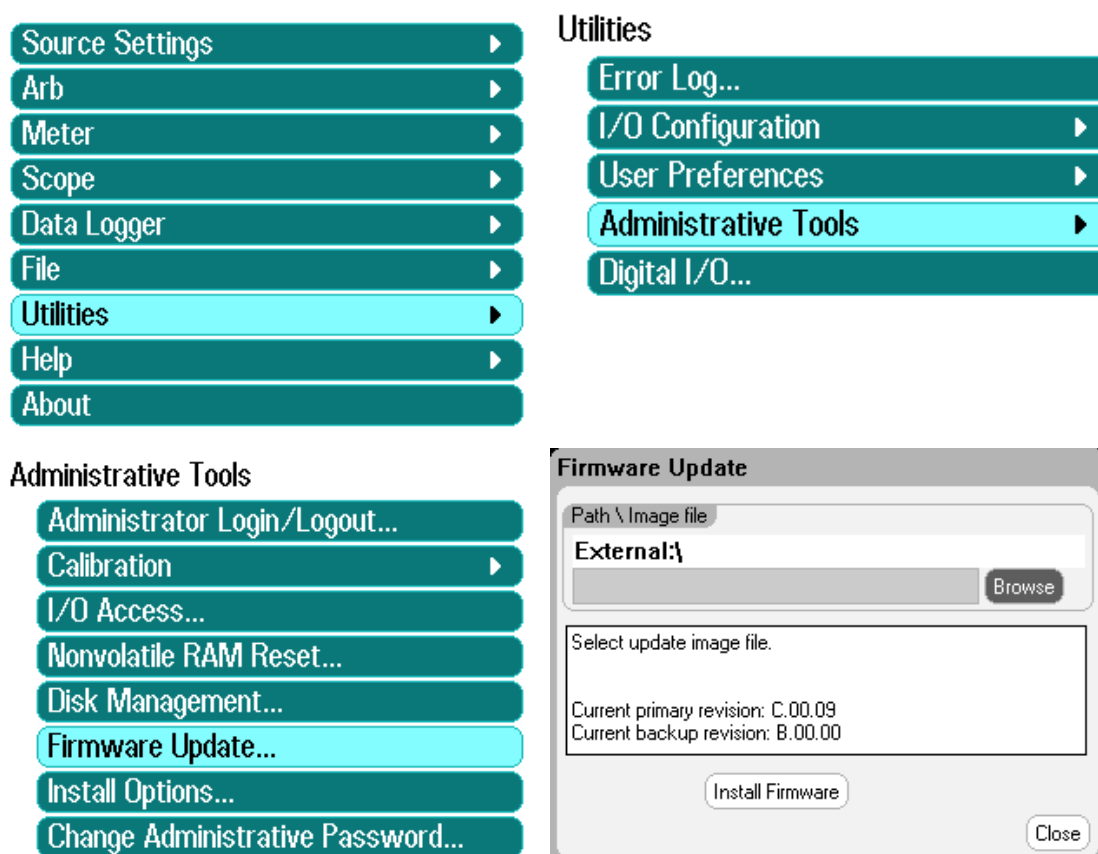 Source Settings
Arb
Meter
Scope
Data Logger
File
Utilities
Help
About
Utilities
Error Log...
I/O Configuration
User Preferences
Administrative Tools
Digital I/O...
Administrative Tools
Administrator Login/Logout...
Calibration
I/O Access...
Nonvolatile RAM Reset...
Disk Management...
Firmware Update...
Install Options...
Change Administrative Password...
Firmware Update
Path \ Image file
External:\
Browse
Select update image file.
Current primary revision: C.00.09
Current backup revision: B.00.00
Install Firmware
Close